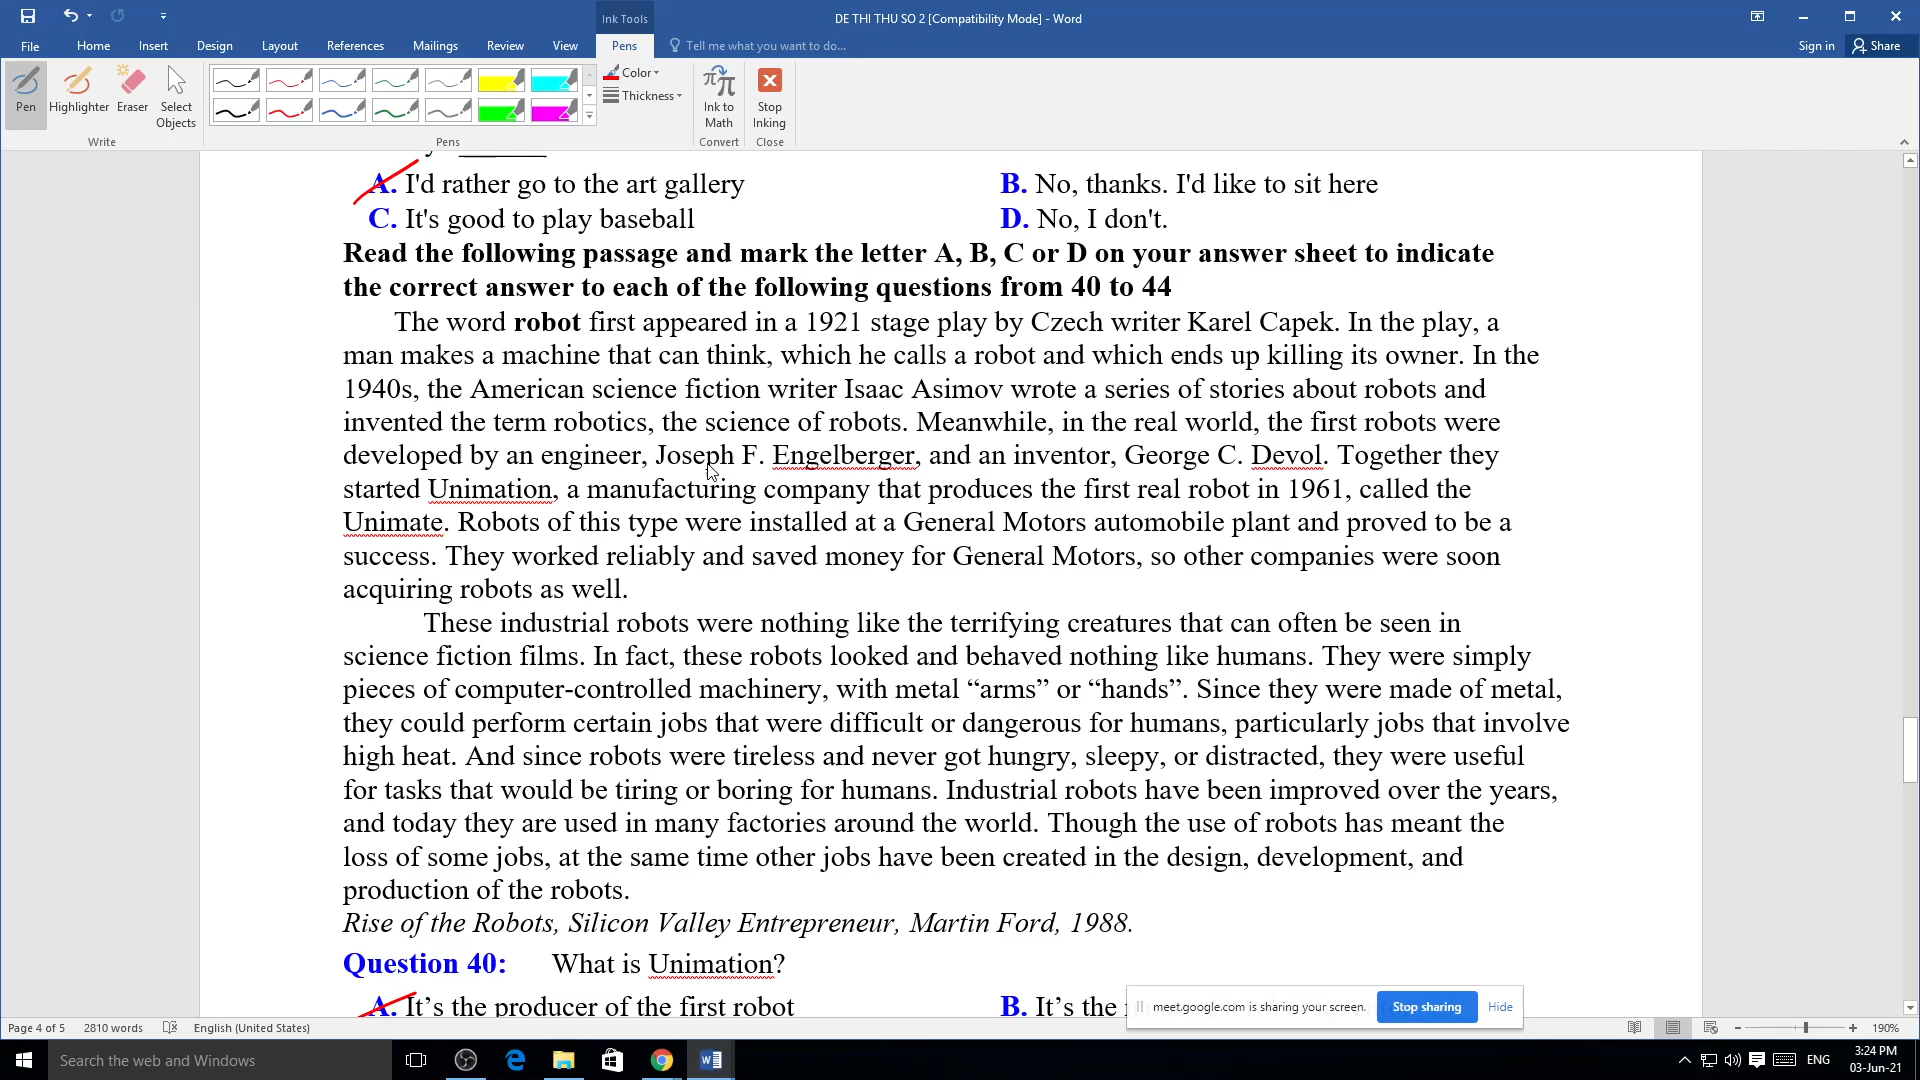 Ink Tools
DE THI THU SO 2 [Compatibility Mode] - Word
File Home Insert Design Layout References Mailings Review View Pens Tell me what you want to do... Sign in Share
Pen Highlighter Eraser Select Objects
Color
Thickness
Ink to Math
Stop Inking
Write Pens Convert Close
A. I'd rather go to the art gallery B. No, thanks. I'd like to sit here
C. It's good to play baseball D. No, I don't.
Read the following passage and mark the letter A, B, C or D on your answer sheet to indicate
the correct answer to each of the following questions from 40 to 44
The word robot first appeared in a 1921 stage play by Czech writer Karel Capek. In the play, a
man makes a machine that can think, which he calls a robot and which ends up killing its owner. In the
1940s, the American science fiction writer Isaac Asimov wrote a series of stories about robots and
invented the term robotics, the science of robots. Meanwhile, in the real world, the first robots were
developed by an engineer, Joseph F. Engelberger, and an inventor, George C. Devol. Together they
started Unimation, a manufacturing company that produces the first real robot in 1961, called the
Unimate. Robots of this type were installed at a General Motors automobile plant and proved to be a
success. They worked reliably and saved money for General Motors, so other companies were soon
acquiring robots as well.
These industrial robots were nothing like the terrifying creatures that can often be seen in
science fiction films. In fact, these robots looked and behaved nothing like humans. They were simply
pieces of computer-controlled machinery, with metal “arms” or “hands”. Since they were made of metal,
they could perform certain jobs that were difficult or dangerous for humans, particularly jobs that involve
high heat. And since robots were tireless and never got hungry, sleepy, or distracted, they were useful
for tasks that would be tiring or boring for humans. Industrial robots have been improved over the years,
and today they are used in many factories around the world. Though the use of robots has meant the
loss of some jobs, at the same time other jobs have been created in the design, development, and
production of the robots.
Rise of the Robots, Silicon Valley Entrepreneur, Martin Ford, 1988.
Question 40: What is Unimation?
A. It’s the producer of the first robot B. It’s the
meet.google.com is sharing your screen. Stop sharing Hide
Page 4 of 5 2810 words English (United States) 190%
Search the web and Windows ENG 3:24 PM
03-Jun-21